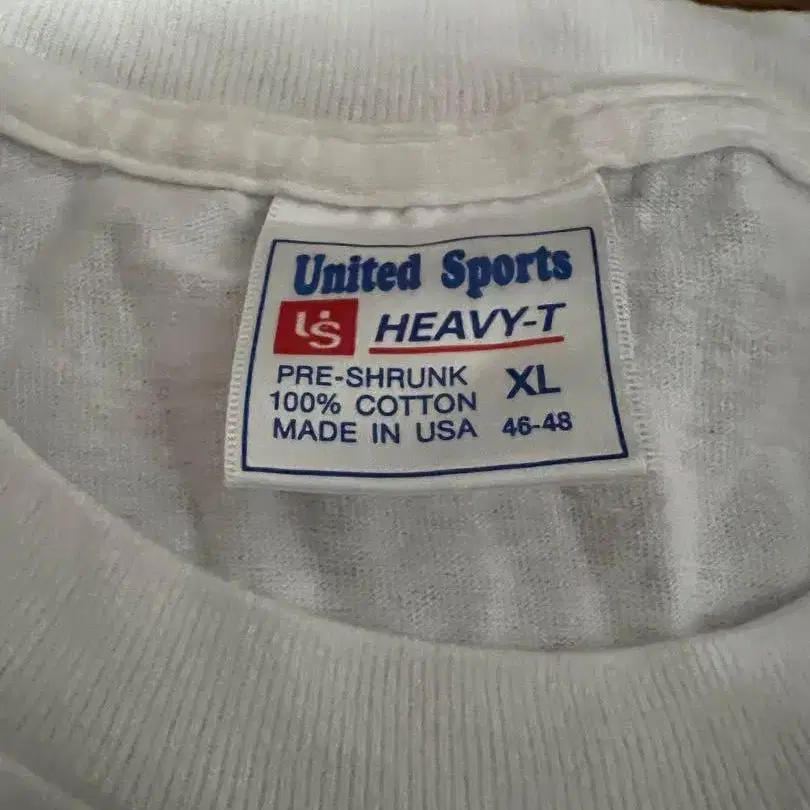 United Sports
US HEAVY-T
PRE-SHRUNK XL
100% COTTON
MADE IN USA 46-48